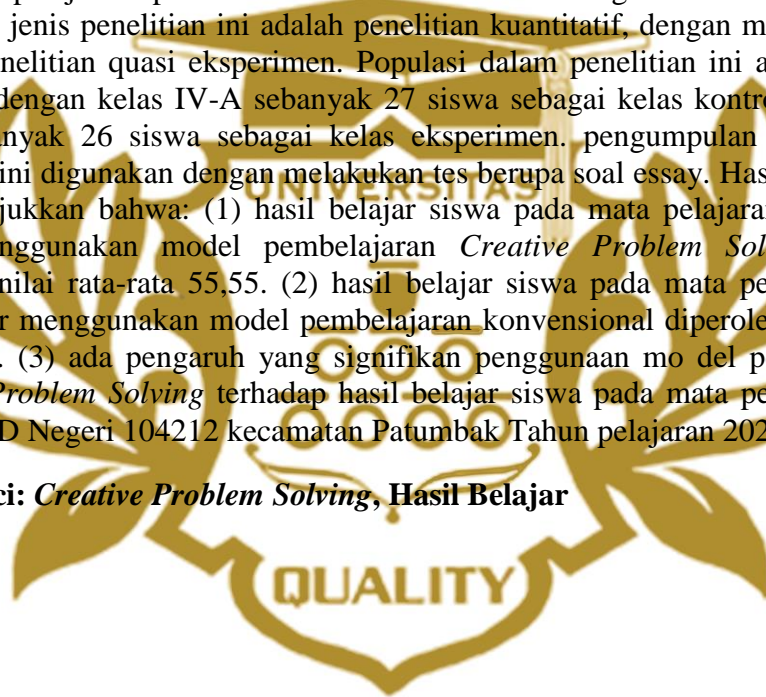 jenis penelitian ini adalah penelitian kuantitatif, dengan m
nelitian quasi eksperimen. Populasi dalam penelitian ini a
dengan kelas IV-A sebanyak 27 siswa sebagai kelas kontro
anyak 26 siswa sebagai kelas eksperimen. pengumpulan
ini digunakan dengan melakukan tes berupa soal essay. Has
UNIVERSITAS
jukkan bahwa: (1) hasil belajar siswa pada mata pelajaran
nggunakan model pembelajaran Creative Problem Sol
nilai rata-rata 55,55. (2) hasil belajar siswa pada mata pe
r menggunakan model pembelajaran konvensional diperole
. (3) ada pengaruh yang signifikan penggunaan mo del p
Problem Solving terhadap hasil belajar siswa pada mata pe
D Negeri 104212 kecamatan Patumbak Tahun pelajaran 202
ci: Creative Problem Solving, Hasil Belajar
QUALITY